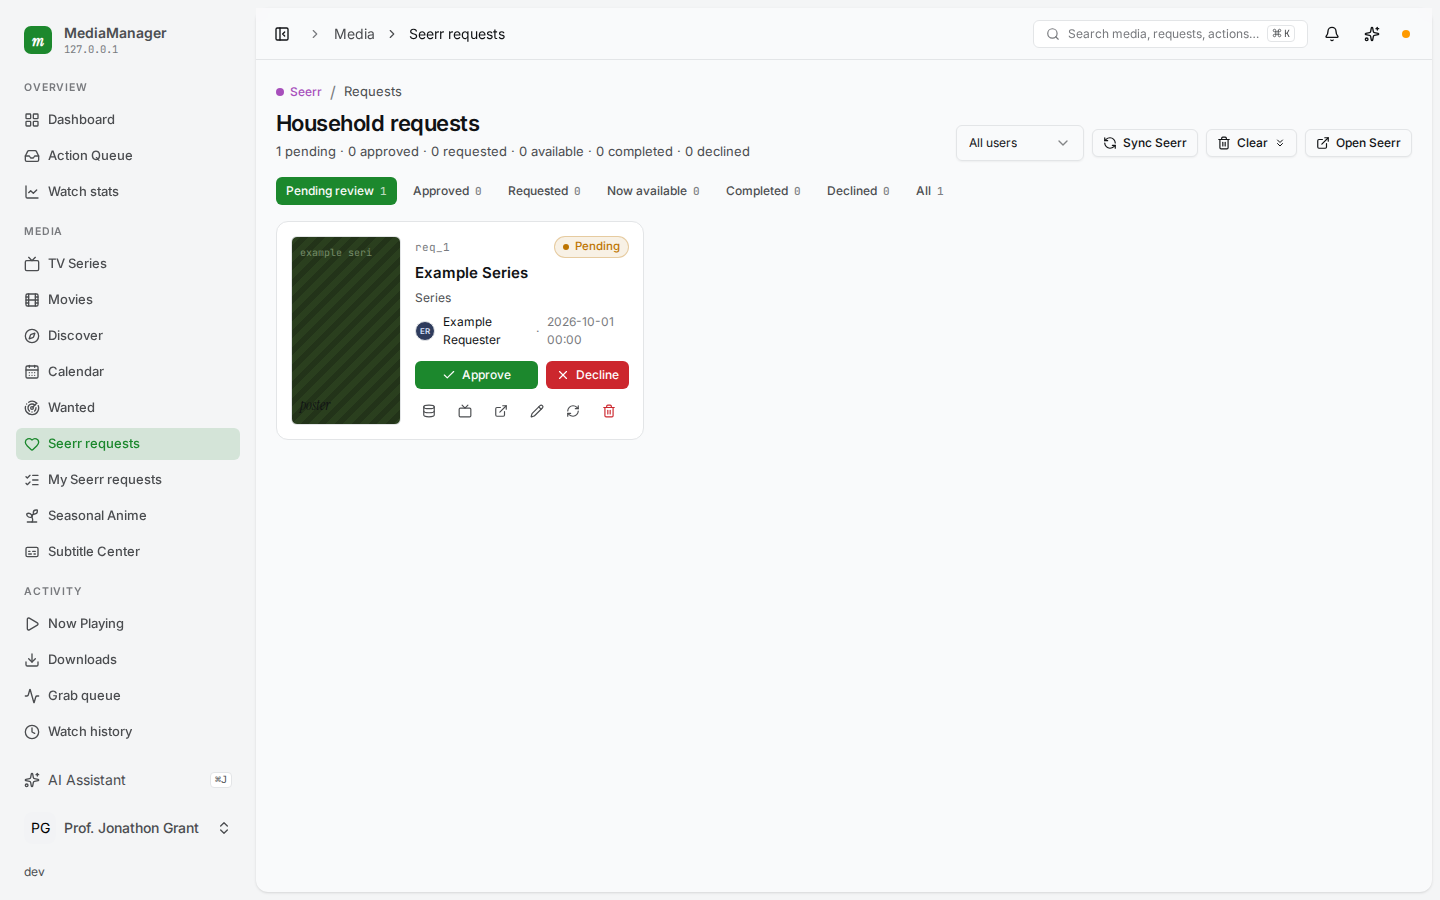 m
MediaManager
127.0.0.1
OVERVIEW
Dashboard
Action Queue
Watch stats
MEDIA
TV Series
Movies
Discover
Calendar
Wanted
Seerr requests
My Seerr requests
Seasonal Anime
Subtitle Center
ACTIVITY
Now Playing
Downloads
Grab queue
Watch history
AI Assistant ⌘J
PG Prof. Jonathon Grant
dev
Media Seerr requests
Search media, requests, actions... ⌘K
Seerr / Requests
Household requests
1 pending · 0 approved · 0 requested · 0 available · 0 completed · 0 declined
All users
Sync Seerr
Clear
Open Seerr
Pending review 1 Approved 0 Requested 0 Now available 0 Completed 0 Declined 0 All 1
example seri
poster
req_1
Pending
Example Series
Series
ER
Example
Requester
·
2026-10-01
00:00
Approve
Decline